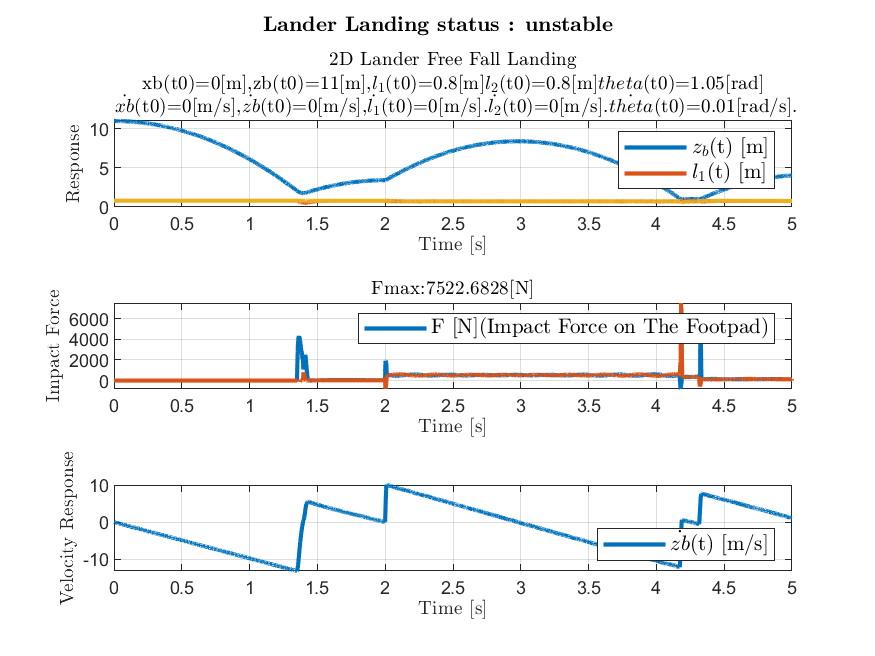 Lander Landing status : unstable
2D Lander Free Fall Landing
xb(t0)=0[m],zb(t0)=11[m],l₁(t0)=0.8[m]l₂(t0)=0.8[m]theta(t0)=1.05[rad]
ẋb(t0)=0[m/s],żb(t0)=0[m/s],l̇₁(t0)=0[m/s].l̇₂(t0)=0[m/s].thėta(t0)=0.01[rad/s].
Response
10
5
0
z_b(t) [m]
l₁(t) [m]
0 0.5 1 1.5 2 2.5 3 3.5 4 4.5 5
Time [s]
Fmax:7522.6828[N]
Impact Force
6000
4000
2000
0
F [N](Impact Force on The Footpad)
0 0.5 1 1.5 2 2.5 3 3.5 4 4.5 5
Time [s]
Velocity Response
10
0
-10
żb(t) [m/s]
0 0.5 1 1.5 2 2.5 3 3.5 4 4.5 5
Time [s]